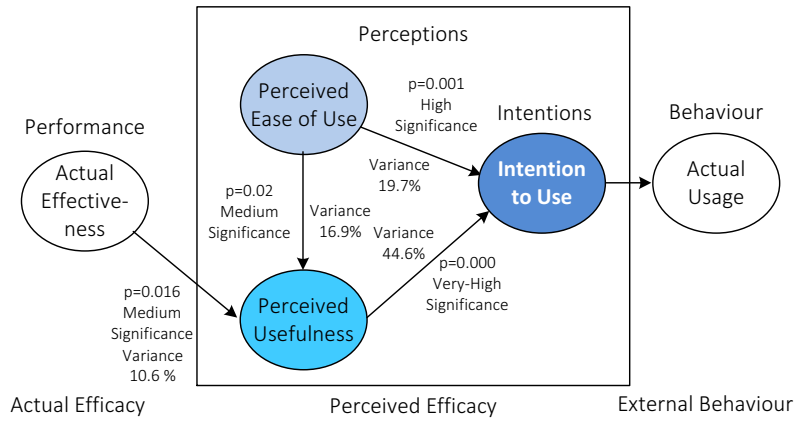 Perceptions
Perceived
Ease of Use
p=0.001
High
Significance
Intentions
Behaviour
Performance
Actual
Effective-
ness
Variance
19.7%
Intention
to Use
Actual
Usage
p=0.02
Medium
Significance
Variance
16.9%
Variance
44.6%
p=0.000
Very-High
Significance
p=0.016
Medium
Significance
Variance
10.6 %
Perceived
Usefulness
Actual Efficacy
Perceived Efficacy
External Behaviour